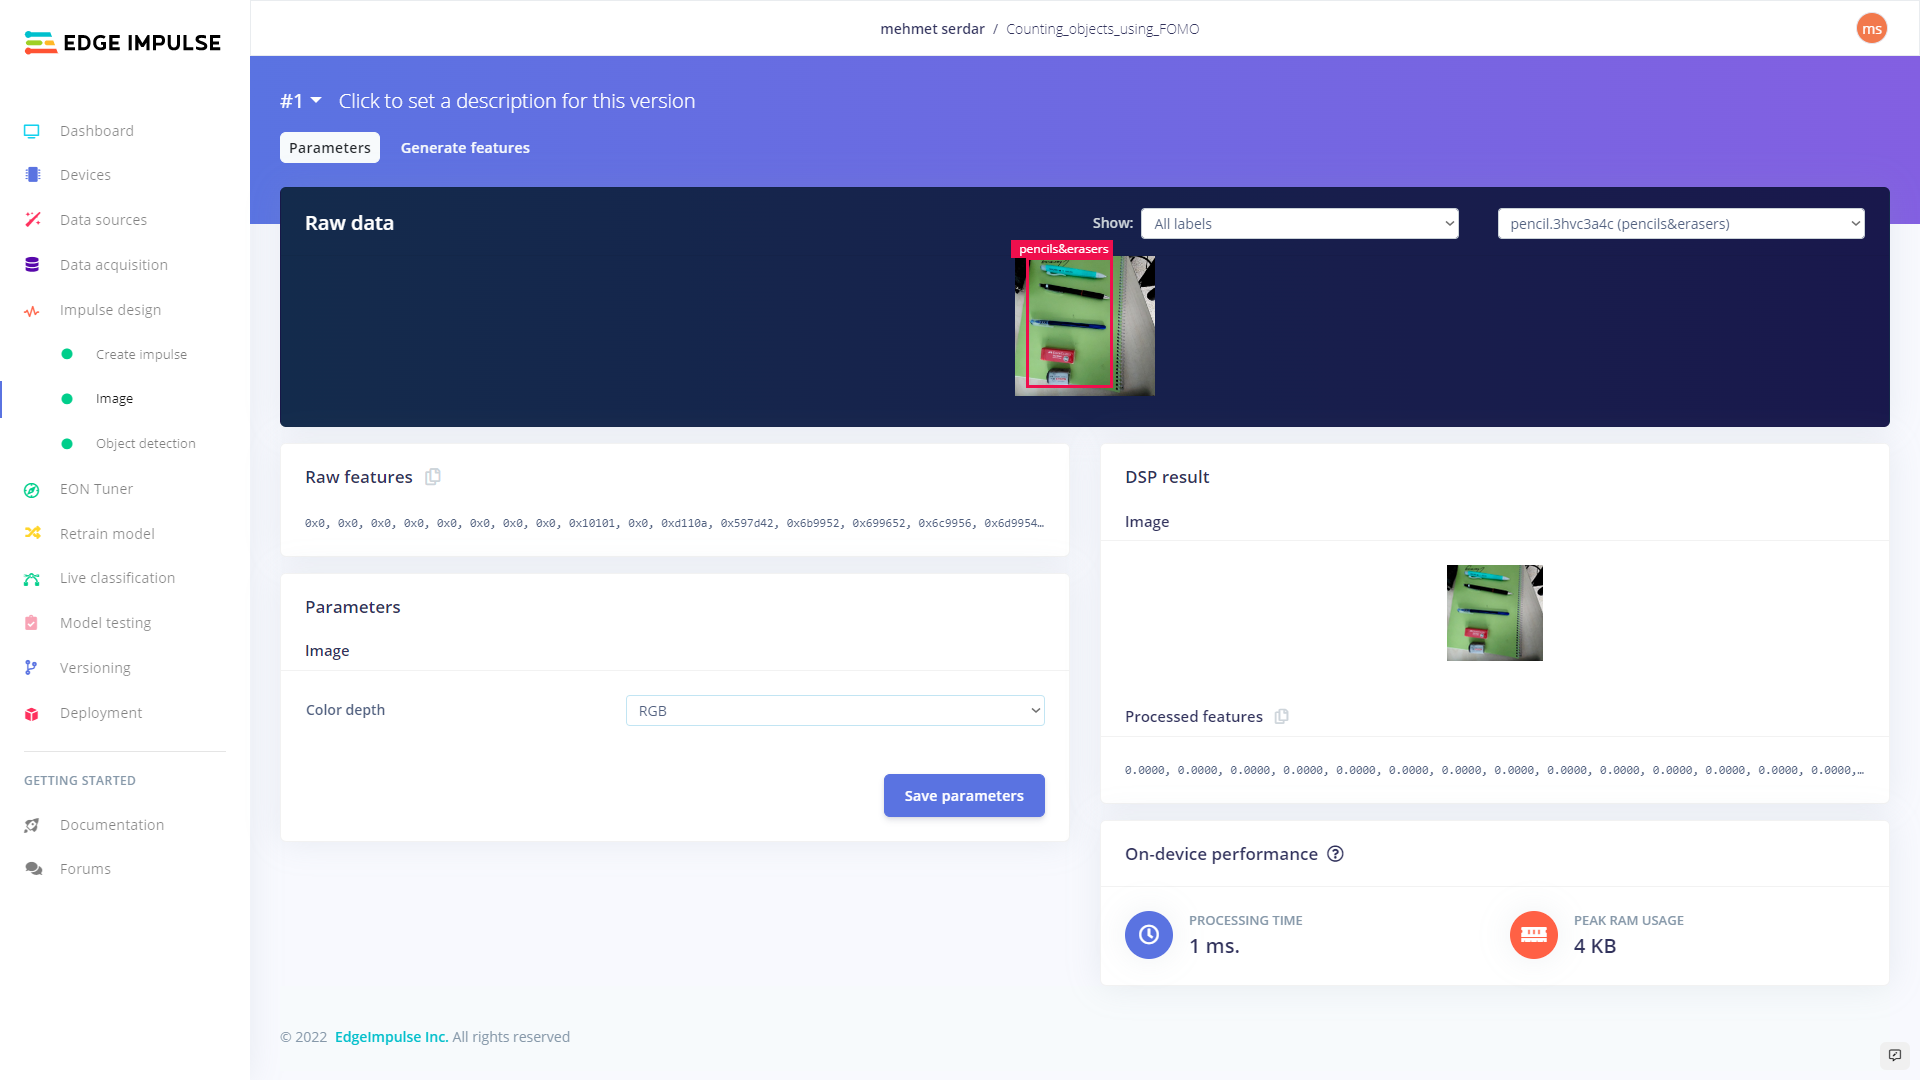 EDGE IMPULSE
mehmet serdar / Counting_objects_using_FOMO
ms
#1 Click to set a description for this version
Parameters
Generate features
Dashboard
Devices
Data sources
Data acquisition
Impulse design
Create impulse
Image
Object detection
EON Tuner
Retrain model
Live classification
Model testing
Versioning
Deployment
GETTING STARTED
Documentation
Forums
Raw data
Show: All labels
pencil.3hvc3a4c (pencils&erasers)
pencils&erasers
Raw features
0x0, 0x0, 0x0, 0x0, 0x0, 0x0, 0x0, 0x0, 0x10101, 0x0, 0xd110a, 0x597d42, 0x6b9952, 0x699652, 0x6c9956, 0x6d9954…
Parameters
Image
Color depth
RGB
Save parameters
DSP result
Image
Processed features
0.0000, 0.0000, 0.0000, 0.0000, 0.0000, 0.0000, 0.0000, 0.0000, 0.0000, 0.0000, 0.0000, 0.0000, 0.0000, 0.0000,…
On-device performance
PROCESSING TIME
1 ms.
PEAK RAM USAGE
4 KB
© 2022 EdgeImpulse Inc. All rights reserved